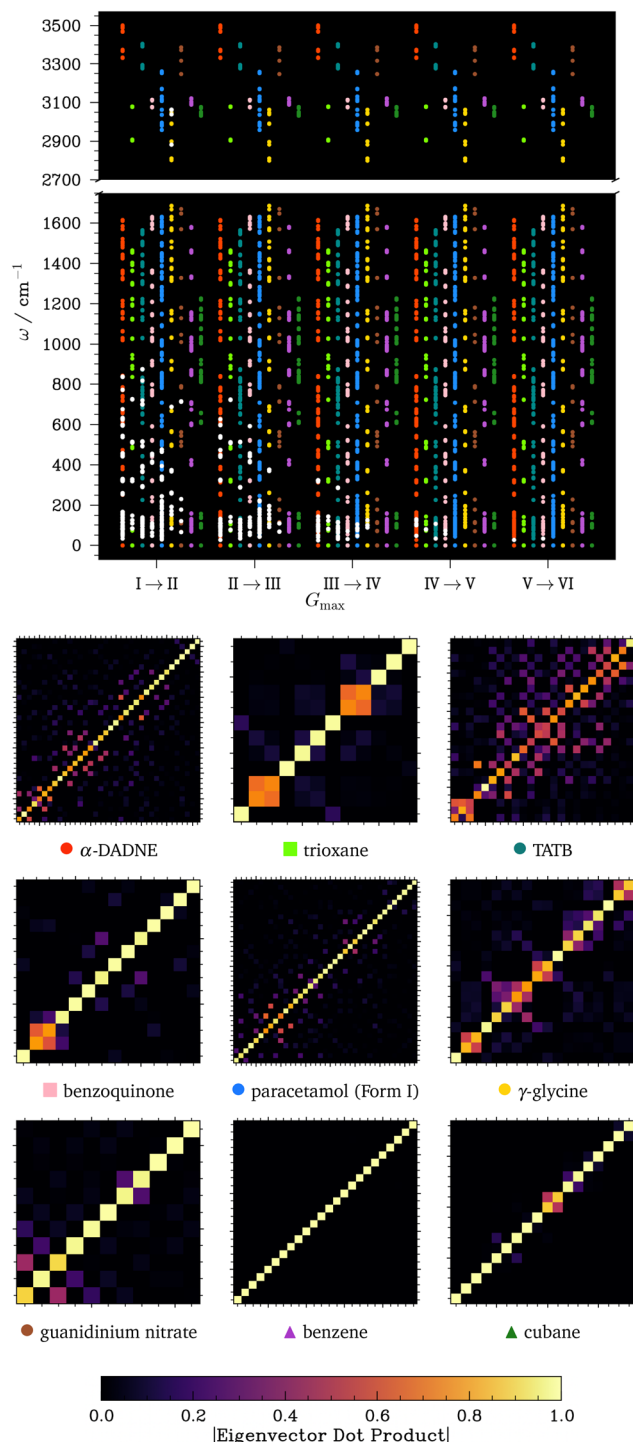 3500
3300
3100
2900
2700
1600
1400
1200
1000
800
600
400
200
0
ω / cm⁻¹
I → II
II → III
III → IV
IV → V
V → VI
G_max
α-DADNE
trioxane
TATB
benzoquinone
paracetamol (Form I)
γ-glycine
guanidinium nitrate
benzene
cubane
0.0 0.2 0.4 0.6 0.8 1.0
|Eigenvector Dot Product|